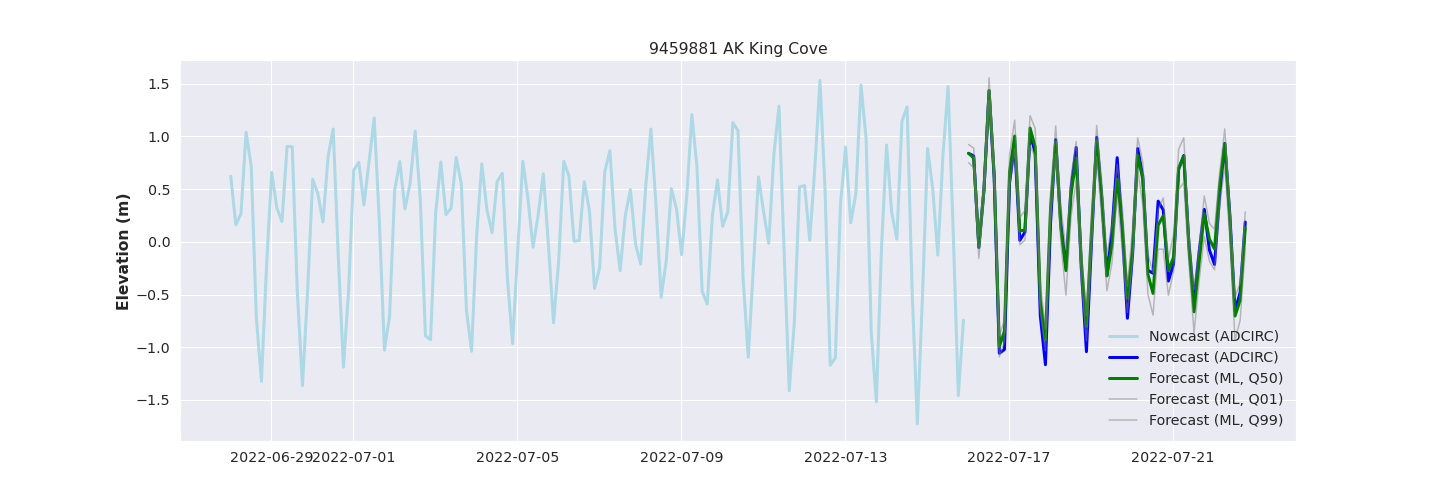 9459881 AK King Cove
Elevation (m)
1.5
1.0
0.5
0.0
−0.5
−1.0
−1.5
2022-06-29
2022-07-01
2022-07-05
2022-07-09
2022-07-13
2022-07-17
2022-07-21
Nowcast (ADCIRC)
Forecast (ADCIRC)
Forecast (ML, Q50)
Forecast (ML, Q01)
Forecast (ML, Q99)